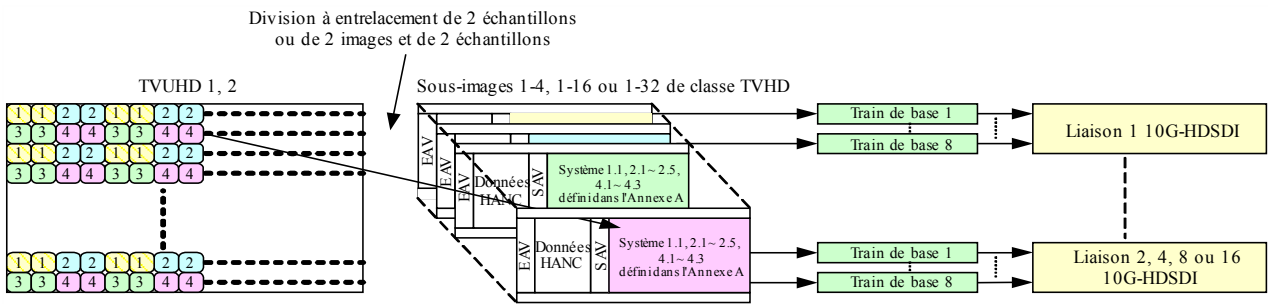 Division à entrelacement de 2 échantillons
ou de 2 images et de 2 échantillons
TVUHD 1, 2
Sous-images 1-4, 1-16 ou 1-32 de classe TVHD
1 1 2 2 1 1 2 2
3 3 4 4 3 3 4 4
1 1 2 2 1 1 2 2
3 3 4 4 3 3 4 4
1 1 2 2 1 1 2 2
3 3 4 4 3 3 4 4
EAV
EAV
EAV
Données
HANC
SAV
Système 1.1, 2.1~ 2.5,
4.1~ 4.3
défini dans l'Annexe A
EAV
Données
HANC
SAV
Système 1.1, 2.1~ 2.5,
4.1~ 4.3
défini dans l'Annexe A
Train de base 1
Train de base 8
Liaison 1 10G-HDSDI
Train de base 1
Train de base 8
Liaison 2, 4, 8 ou 16
10G-HDSDI